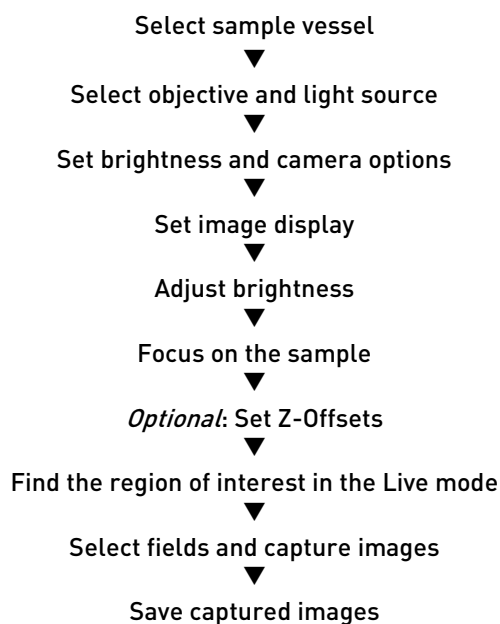 Select sample vessel
Select objective and light source
Set brightness and camera options
Set image display
Adjust brightness
Focus on the sample
Optional: Set Z-Offsets
Find the region of interest in the Live mode
Select fields and capture images
Save captured images